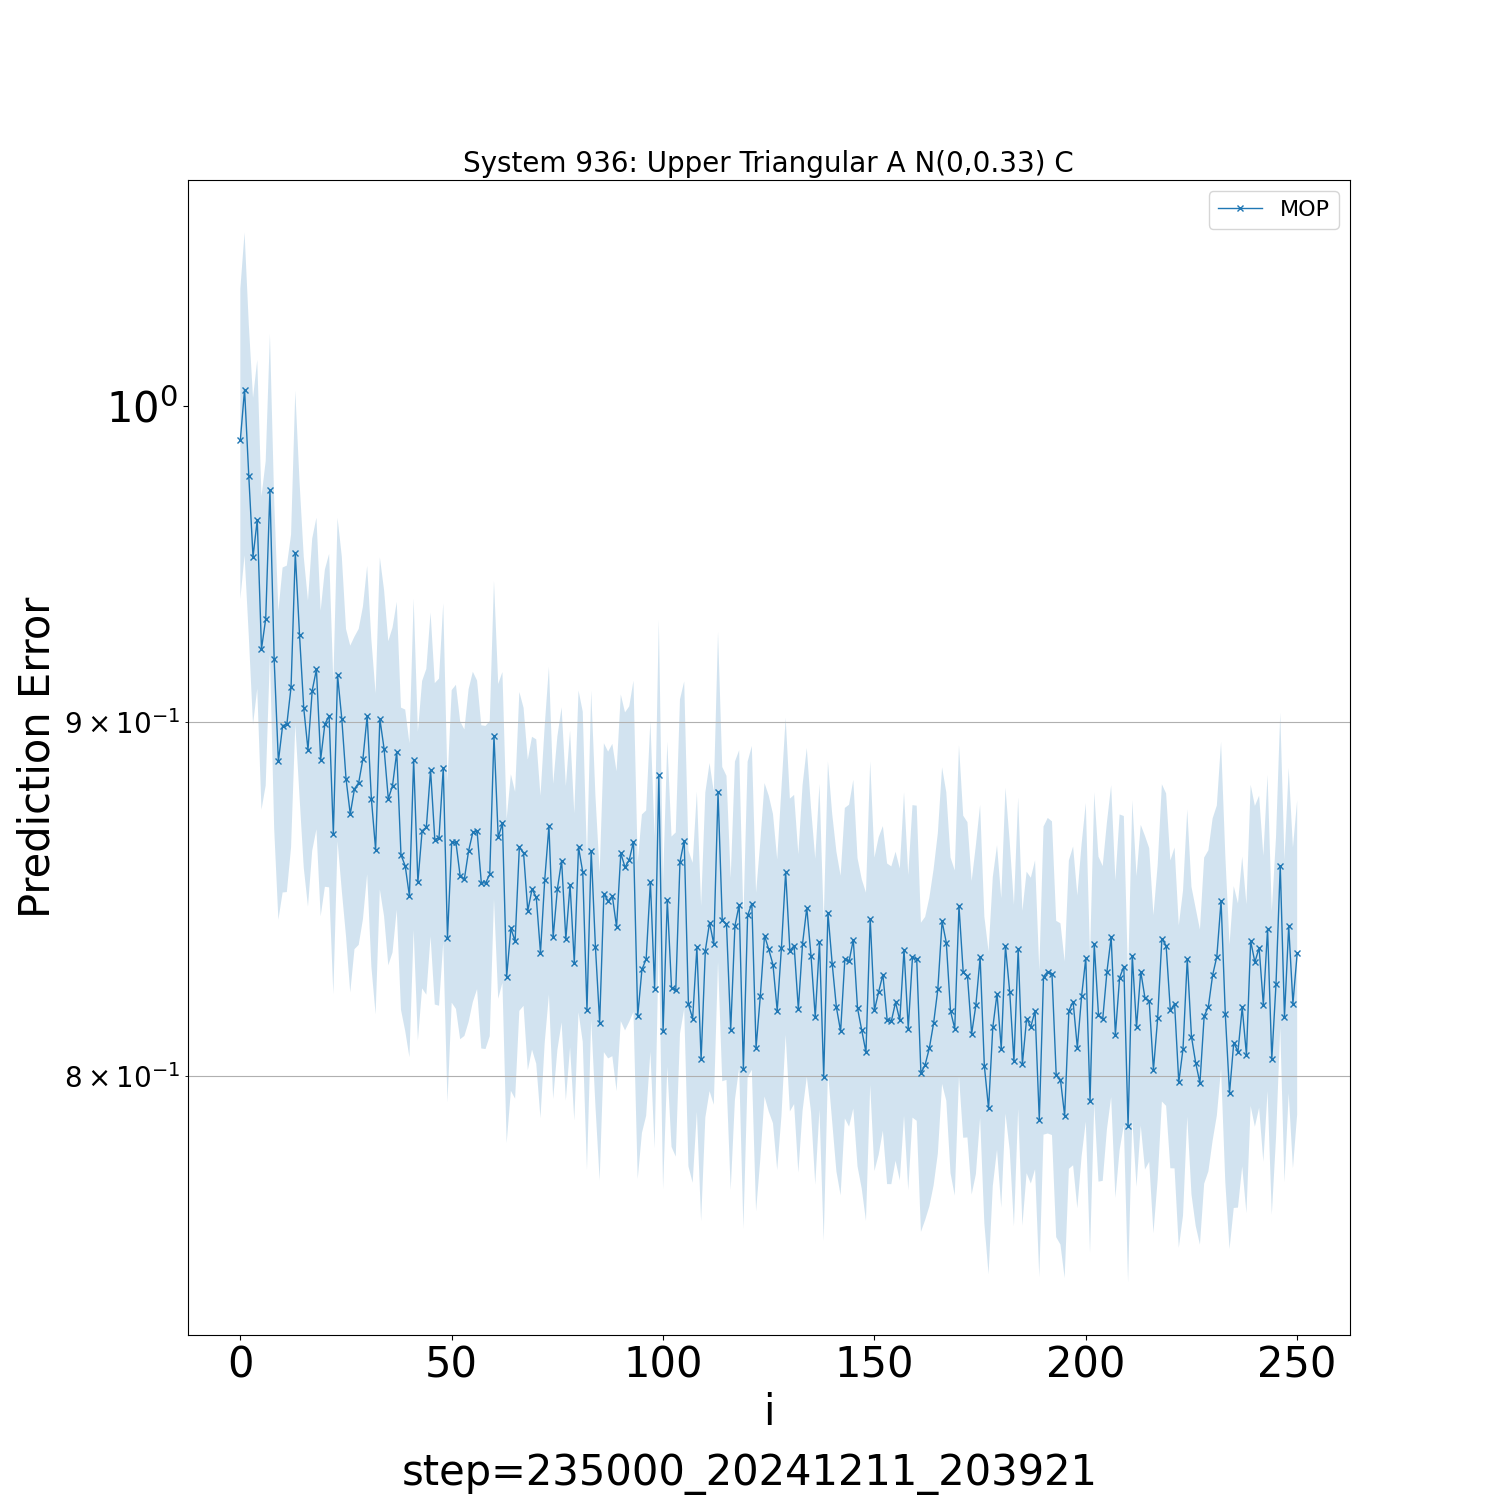 System 936: Upper Triangular A N(0,0.33) C
MOP
Prediction Error
10⁰
9 × 10⁻¹
8 × 10⁻¹
0 50 100 150 200 250
i
step=235000_20241211_203921